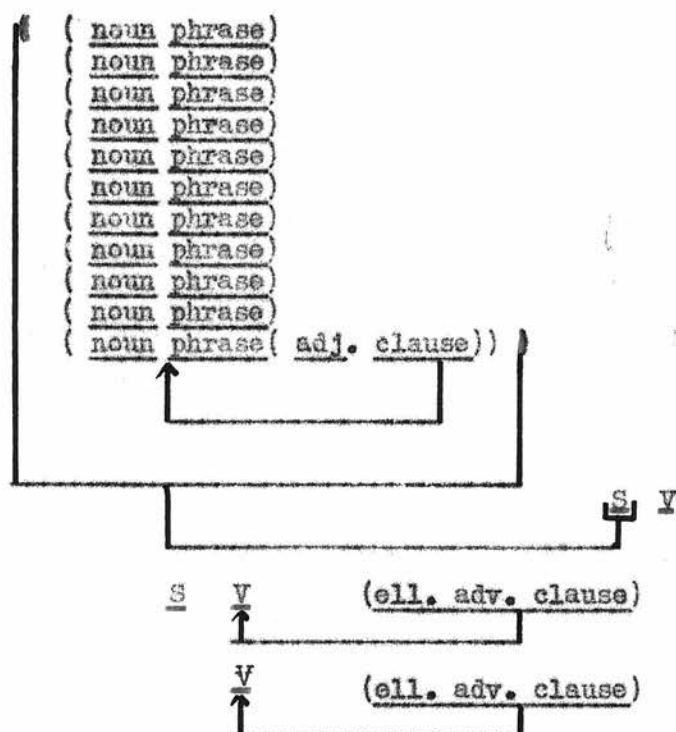 ( ( noun phrase)
( noun phrase)
( noun phrase)
( noun phrase)
( noun phrase)
( noun phrase)
( noun phrase)
( noun phrase)
( noun phrase)
( noun phrase)
( noun phrase( adj. clause)) )
S V
S V (ell. adv. clause)
V (ell. adv. clause)